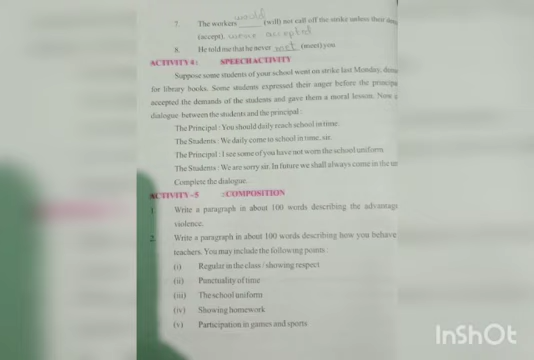 would
7. The workers ______ (will) not call off the strike unless their
(accept). were accepted
8. He told me that he never met (meet) you.
ACTIVITY 4 : SPEECH ACTIVITY
Suppose some students of your school went on strike last Monday,
for library books. Some students expressed their anger before the
accepted the demands of the students and gave them a moral lesson. Now
dialogue between the students and the principal :
The Principal : You should daily reach school in time.
The Students : We daily come to school in time, sir.
The Principal : I see some of you have not worn the school uniform.
The Students : We are sorry sir. In future we shall always come in the
Complete the dialogue.
ACTIVITY -5 :COMPOSITION
1. Write a paragraph in about 100 words describing the
violence.
2. Write a paragraph in about 100 words describing how you behave
teachers. You may include the following points :
(i) Regular in the class / showing respect
(ii) Punctuality of time
(iii) The school uniform
(iv) Showing homework
(v) Participation in games and sports
InShOt